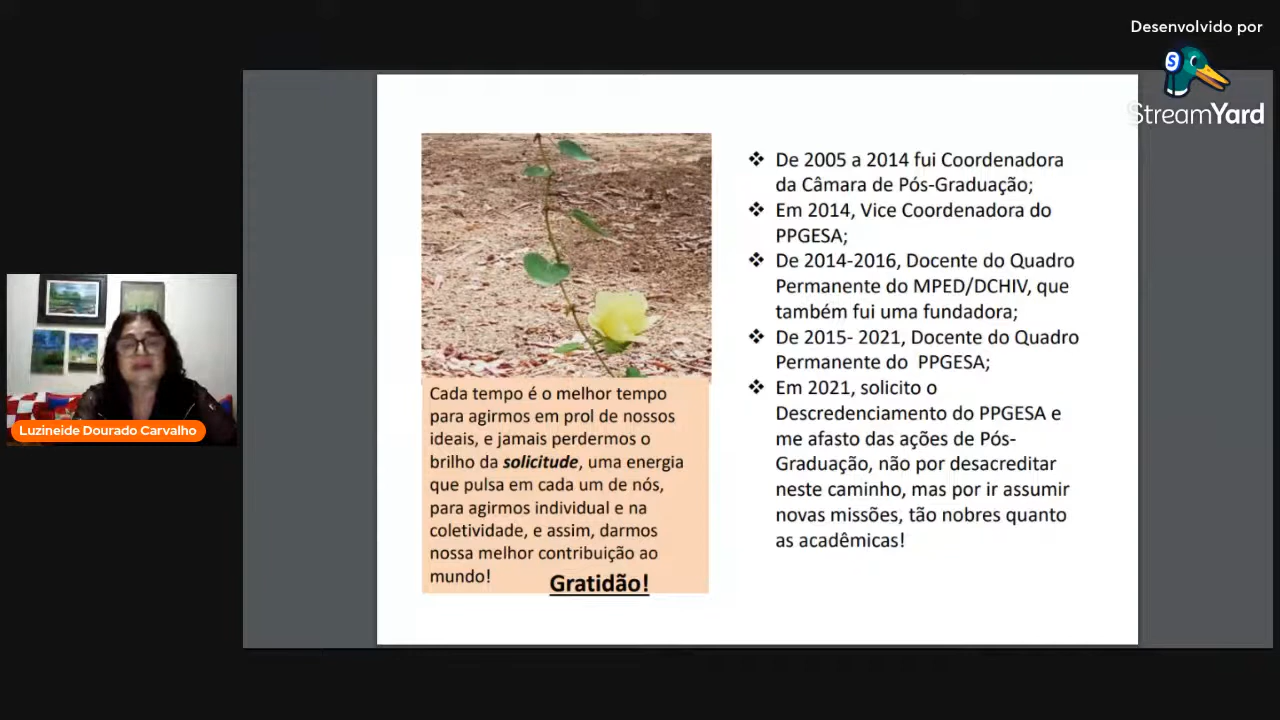 Desenvolvido por
StreamYard
Luzineide Dourado Carvalho
Cada tempo é o melhor tempo
para agirmos em prol de nossos
ideais, e jamais perdermos o
brilho da solicitude, uma energia
que pulsa em cada um de nós,
para agirmos individual e na
coletividade, e assim, darmos
nossa melhor contribuição ao
mundo!
Gratidão!
❖ De 2005 a 2014 fui Coordenadora
da Câmara de Pós-Graduação;
❖ Em 2014, Vice Coordenadora do
PPGESA;
❖ De 2014-2016, Docente do Quadro
Permanente do MPED/DCHIV, que
também fui uma fundadora;
❖ De 2015- 2021, Docente do Quadro
Permanente do PPGESA;
❖ Em 2021, solicito o
Descredenciamento do PPGESA e
me afasto das ações de Pós-
Graduação, não por desacreditar
neste caminho, mas por ir assumir
novas missões, tão nobres quanto
as acadêmicas!